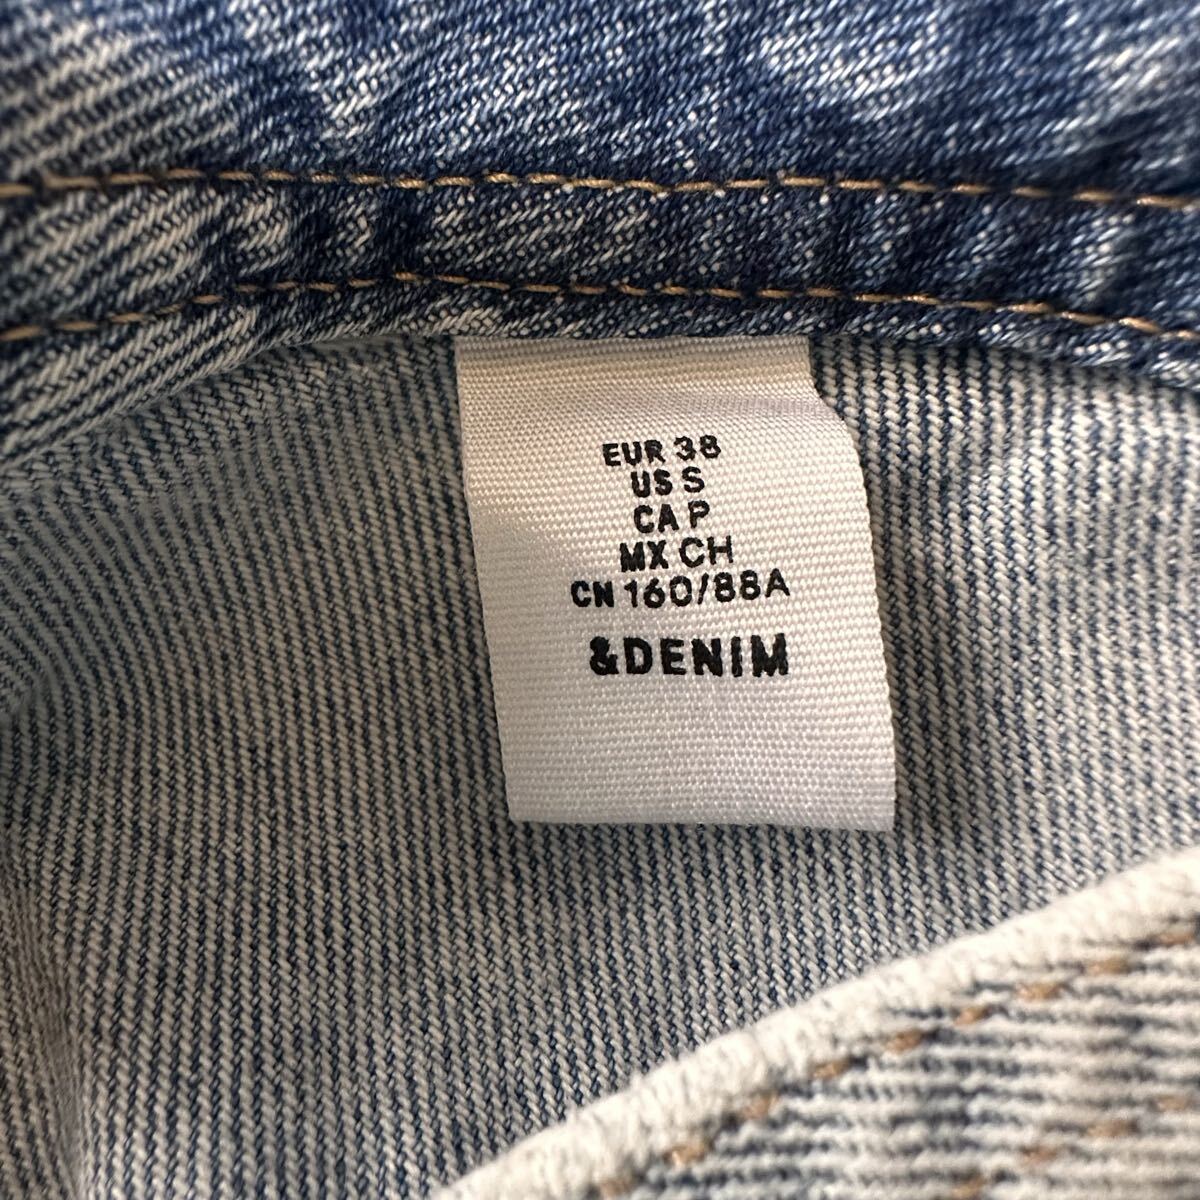 EUR 38
US S
CA P
MX CH
CN 160/88A
&DENIM